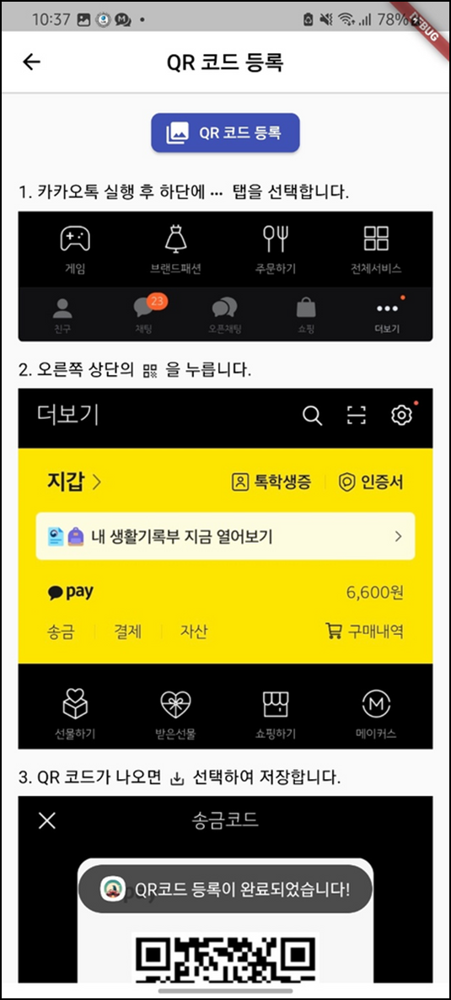 10:37
78%
DEBUG
QR 코드 등록
QR 코드 등록
1. 카카오톡 실행 후 하단에 ••• 탭을 선택합니다.
게임 브랜드패션 주문하기 전체서비스
23
친구 채팅 오픈채팅 쇼핑 더보기
2. 오른쪽 상단의 을 누릅니다.
더보기
지갑 > 톡학생증 인증서
내 생활기록부 지금 열어보기 >
pay 6,600원
송금 결제 자산 구매내역
선물하기 받은선물 쇼핑하기 메이커스
3. QR 코드가 나오면 선택하여 저장합니다.
송금코드
QR코드 등록이 완료되었습니다!